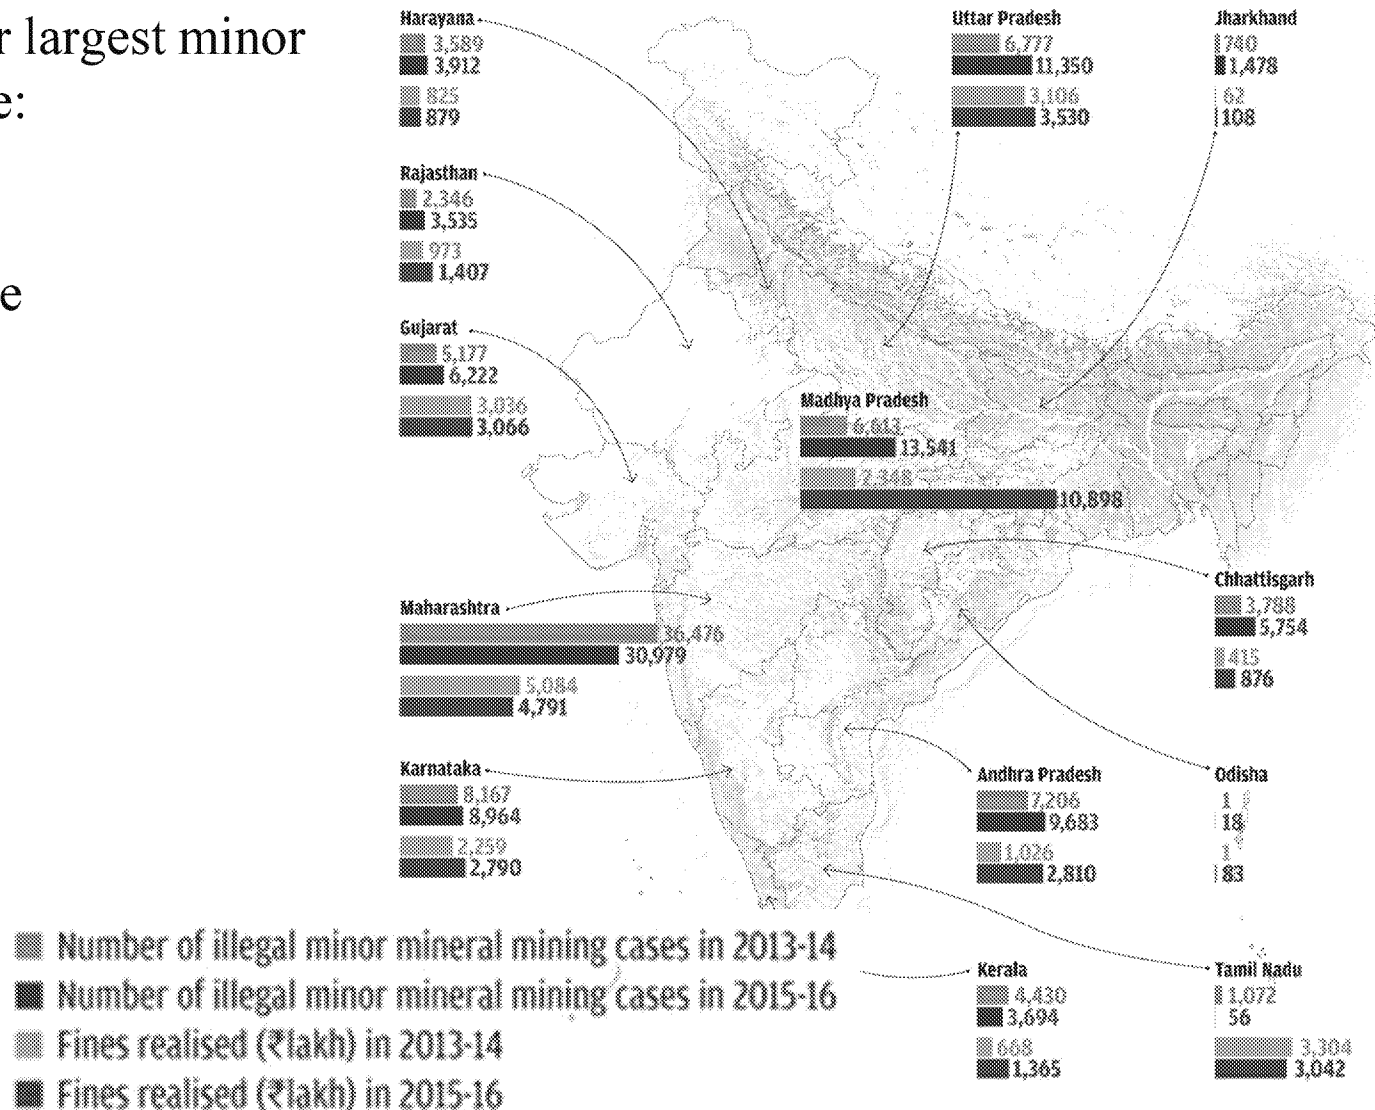 r largest minor
e:
e
Harayana
3,589
3,912
825
879
Rajasthan
2,346
3,535
973
1,407
Gujarat
5,177
6,222
3,036
3,066
Maharashtra
36,476
30,979
5,084
4,791
Karnataka
8,167
8,964
2,259
2,790
Uttar Pradesh
6,777
11,350
3,106
3,530
Jharkhand
740
1,478
62
108
Madhya Pradesh
13,541
2,348
10,898
Chhattisgarh
3,788
5,754
415
876
Andhra Pradesh
7,206
9,683
1,026
2,810
Odisha
1
18
1
83
Kerala
4,430
3,694
668
1,365
Tamil Nadu
1,072
56
3,304
3,042
Number of illegal minor mineral mining cases in 2013-14
Number of illegal minor mineral mining cases in 2015-16
Fines realised (₹lakh) in 2013-14
Fines realised (₹lakh) in 2015-16